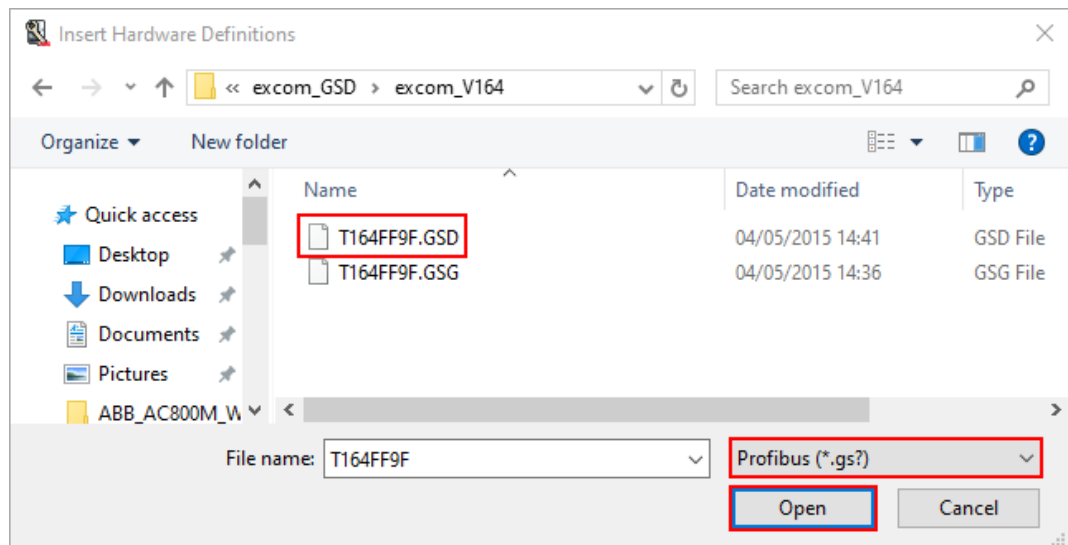 Insert Hardware Definitions
« excom_GSD > excom_V164
Search excom_V164
Organize
New folder
?
Name
Date modified
Type
Quick access
Desktop
Downloads
Documents
Pictures
ABB_AC800M_W
T164FF9F.GSD 04/05/2015 14:41 GSD File
T164FF9F.GSG 04/05/2015 14:36 GSG File
File name: T164FF9F
Profibus (*.gs?)
Open
Cancel